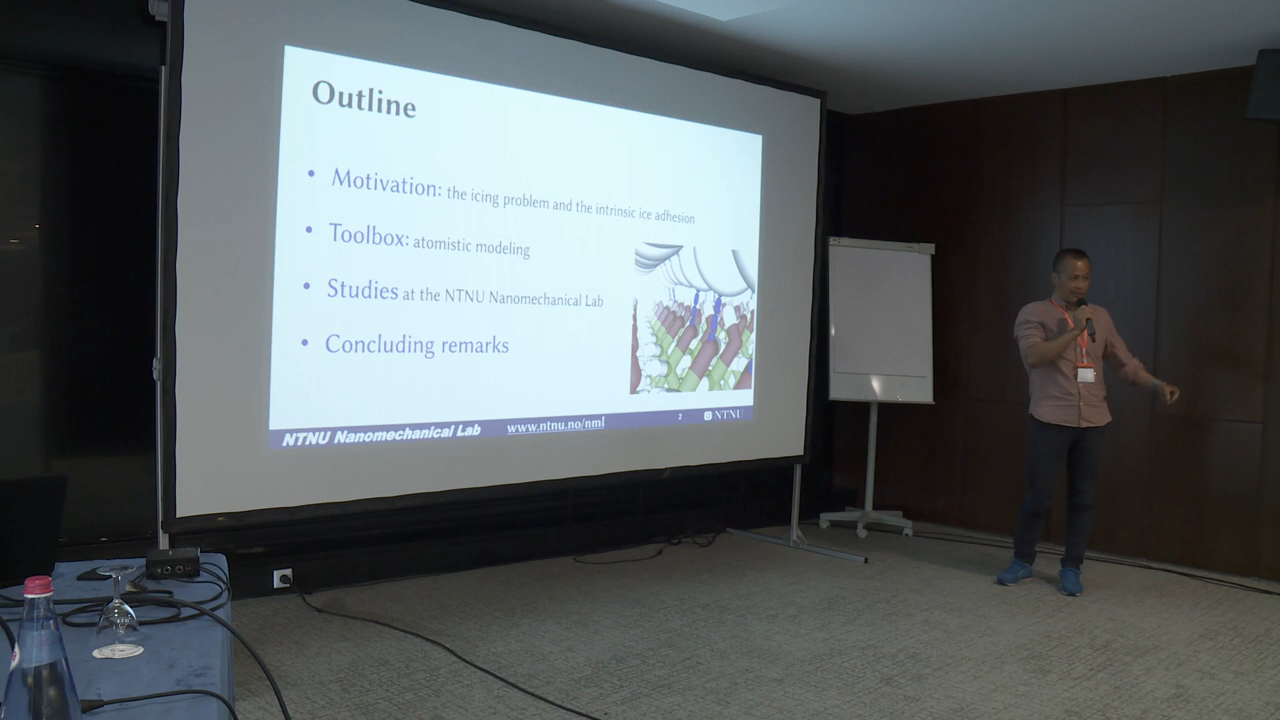 Outline
• Motivation: the icing problem and the intrinsic ice adhesion
• Toolbox: atomistic modeling
• Studies at the NTNU Nanomechanical Lab
• Concluding remarks
NTNU Nanomechanical Lab www.ntnu.no/nml 2 NTNU